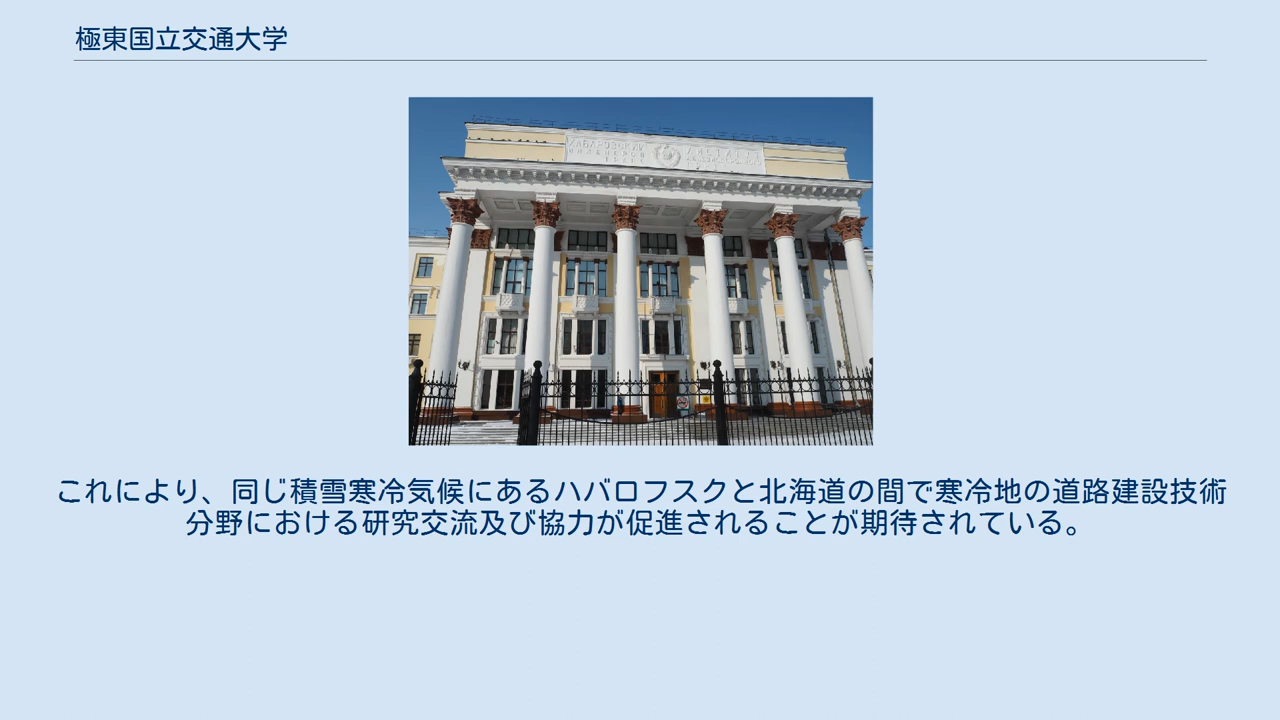 極東国立交通大学
ХАБАРОВСКИЙ
ИНСТИТУТ
これにより、同じ積雪寒冷気候にあるハバロフスクと北海道の間で寒冷地の道路建設技術
分野における研究交流及び協力が促進されることが期待されている。